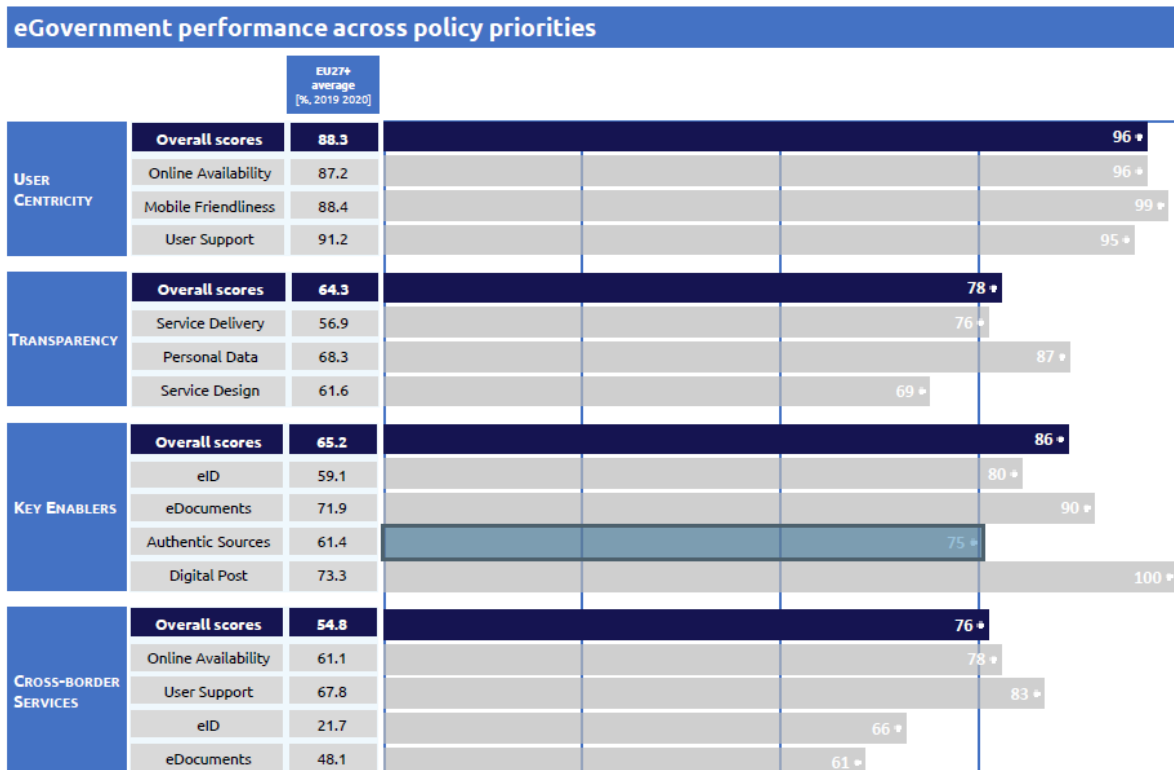 eGovernment performance across policy priorities
EU27+
average
[%, 2019 2020]
USER
CENTRICITY
Overall scores 88.3 96
Online Availability 87.2 96
Mobile Friendliness 88.4 99
User Support 91.2 95
TRANSPARENCY
Overall scores 64.3 78
Service Delivery 56.9 76
Personal Data 68.3 87
Service Design 61.6 69
KEY ENABLERS
Overall scores 65.2 86
eID 59.1 80
eDocuments 71.9 90
Authentic Sources 61.4 75
Digital Post 73.3 100
CROSS-BORDER
SERVICES
Overall scores 54.8 76
Online Availability 61.1 78
User Support 67.8 83
eID 21.7 66
eDocuments 48.1 61